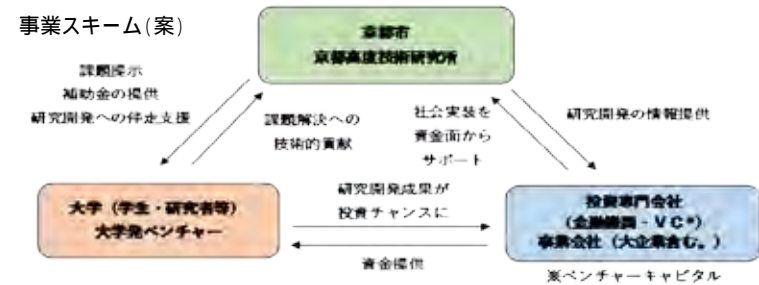 事業スキーム(案)
京都市
京都高度技術研究所
課題提示
補助金の提供
研究開発への伴走支援
課題解決への
技術的貢献
社会実装を
資金面から
サポート
研究開発の情報提供
大学（学生・研究者等）
大学発ベンチャー
研究開発成果が
投資チャンスに
資金提供
投資専門会社
（金融機関・ＶＣ※）
事業会社（大企業含む。）
※ベンチャーキャピタル